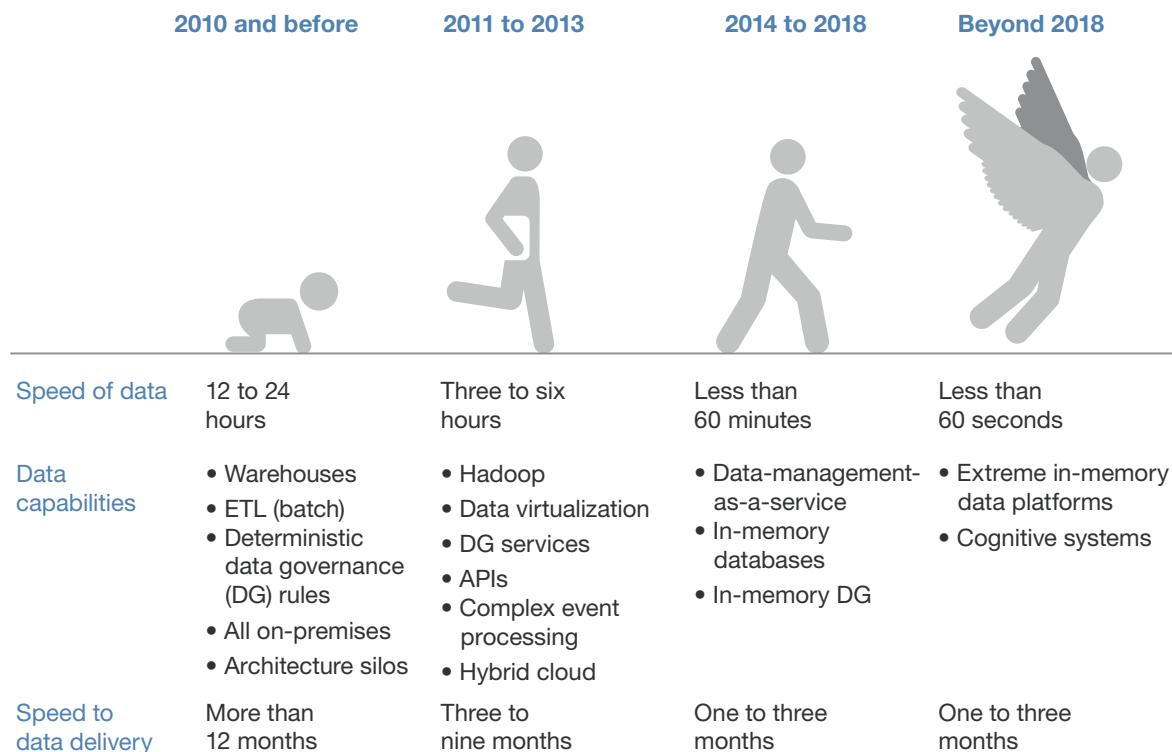 2010 and before
2011 to 2013
2014 to 2018
Beyond 2018
Speed of data
12 to 24
hours
Three to six
hours
Less than
60 minutes
Less than
60 seconds
Data
capabilities
• Warehouses
• ETL (batch)
• Deterministic
data governance
(DG) rules
• All on-premises
• Architecture silos
• Hadoop
• Data virtualization
• DG services
• APIs
• Complex event
processing
• Hybrid cloud
• Data-management-
as-a-service
• In-memory
databases
• In-memory DG
• Extreme in-memory
data platforms
• Cognitive systems
Speed to
data delivery
More than
12 months
Three to
nine months
One to three
months
One to three
months